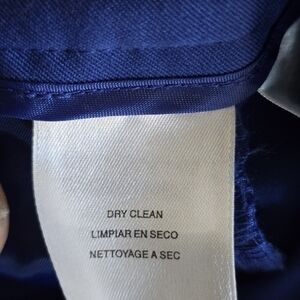 DRY CLEAN
LIMPIAR EN SECO
NETTOYAGE A SEC